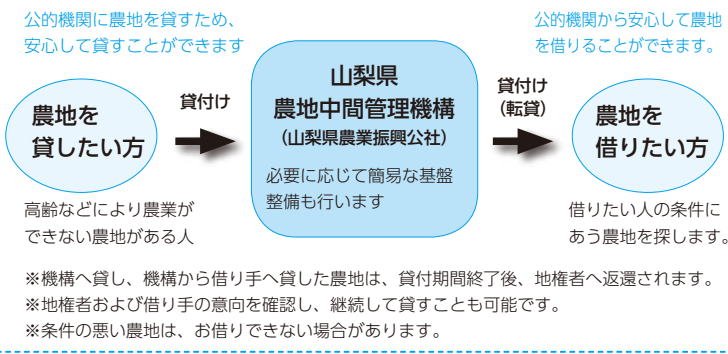 公的機関に農地を貸すため、
安心して貸すことができます
農地を
貸したい方
高齢などにより農業が
できない農地がある人
貸付け
山梨県
農地中間管理機構
（山梨県農業振興公社）
必要に応じて簡易な基盤
整備も行います
貸付け
（転貸）
公的機関から安心して農地
を借りることができます。
農地を
借りたい方
借りたい人の条件に
あう農地を探します。
※機構へ貸し、機構から借り手へ貸した農地は、貸付期間終了後、地権者へ返還されます。
※地権者および借り手の意向を確認し、継続して貸すことも可能です。
※条件の悪い農地は、お借りできない場合があります。